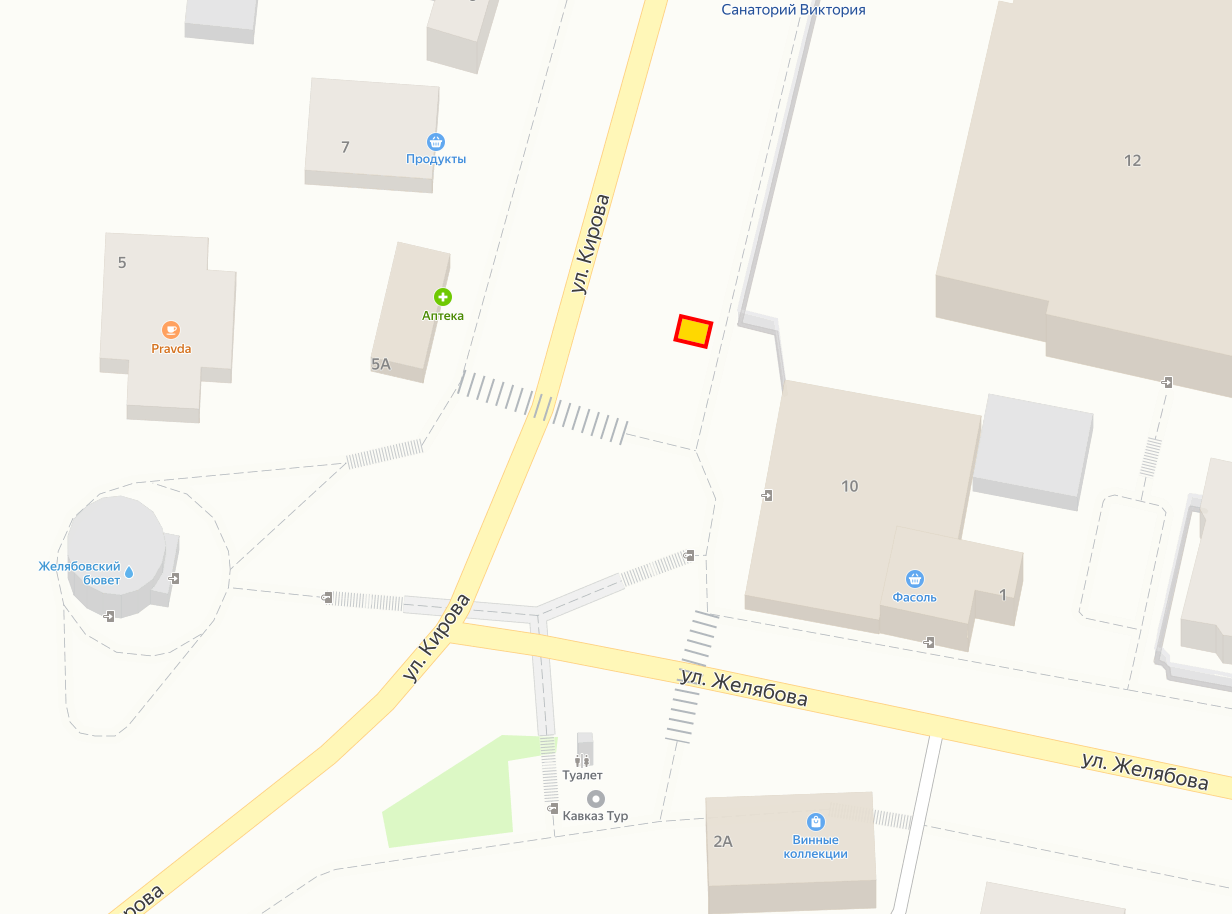 Санаторий Виктория
12
7
Продукты
ул. Кирова
5
Аптека
Pravda
5А
10
Желябовский
бювет
Фасоль
1
ул. Кирова
ул. Желябова
ул. Желябова
Туалет
Кавказ Тур
2А
Винные
коллекции
рова